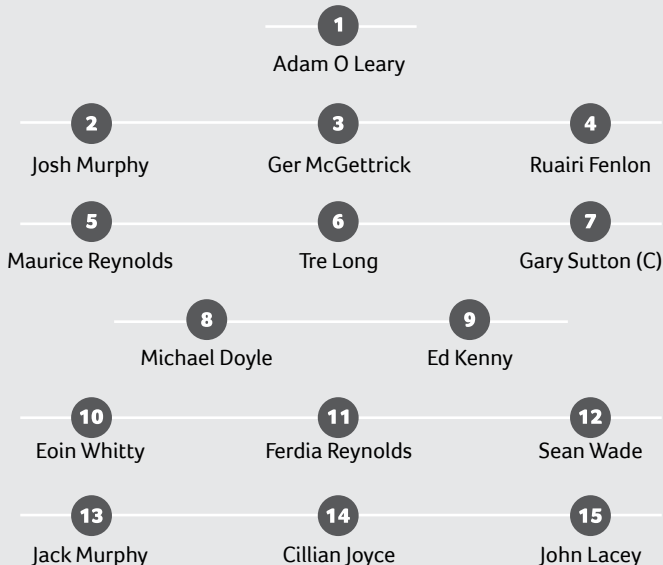 1
Adam O Leary
2 3 4
Josh Murphy Ger McGettrick Ruairi Fenlon
5 6 7
Maurice Reynolds Tre Long Gary Sutton (C)
8 9
Michael Doyle Ed Kenny
10 11 12
Eoin Whitty Ferdia Reynolds Sean Wade
13 14 15
Jack Murphy Cillian Joyce John Lacey